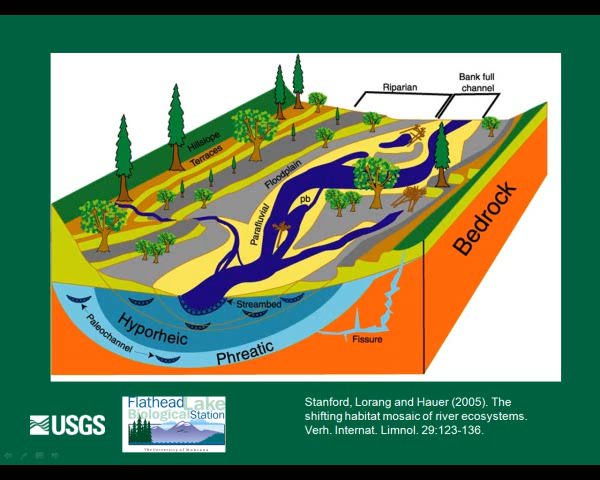 Riparian
Bank full
channel
Hillslope
Terraces
Floodplain
Parafluvial
pb
Bedrock
Streambed
Hyporheic
Paleochannel
Phreatic
Fissure
USGS
Flathead Lake
Biological Station
The University of Montana
Stanford, Lorang and Hauer (2005). The
shifting habitat mosaic of river ecosystems.
Verh. Internat. Limnol. 29:123-136.